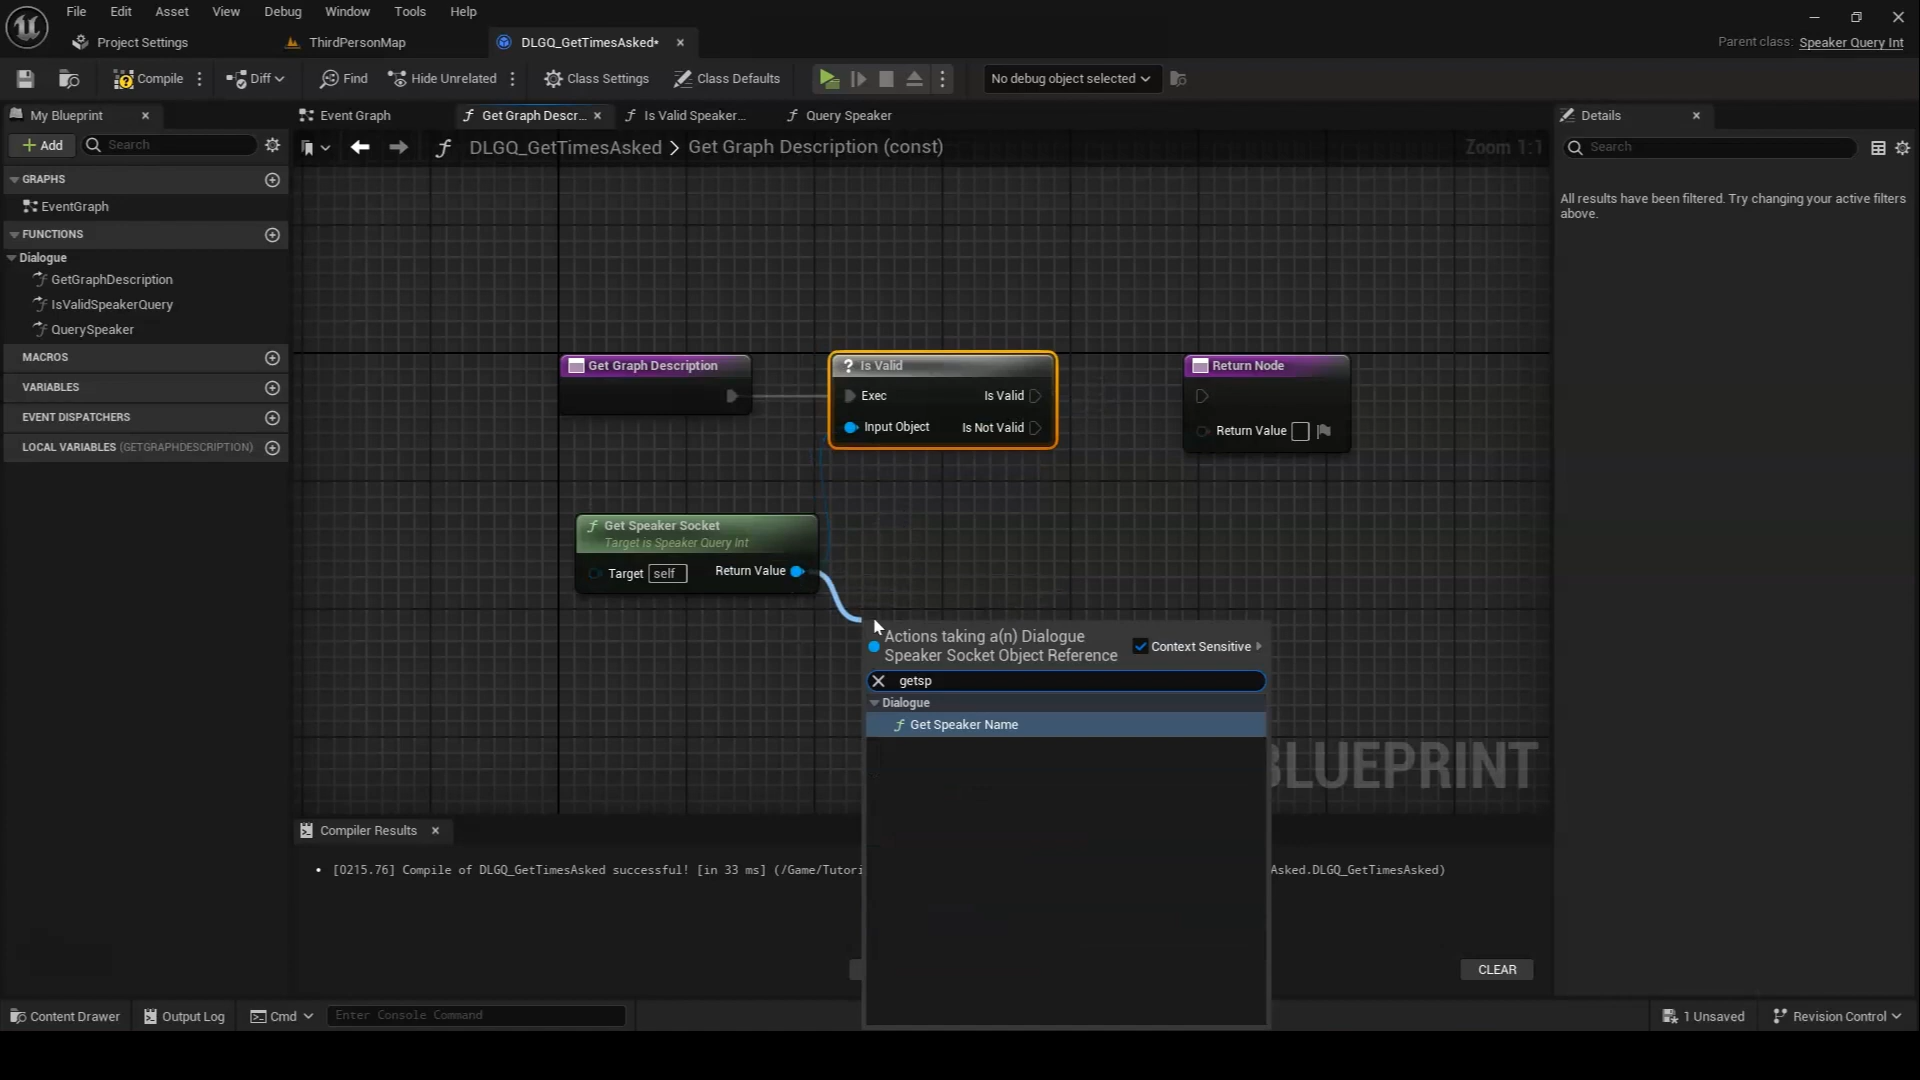 File Edit Asset View Debug Window Tools Help
Project Settings ThirdPersonMap DLGQ_GetTimesAsked* Parent class: Speaker Query Int
Compile Diff Find Hide Unrelated Class Settings Class Defaults No debug object selected
My Blueprint Event Graph Get Graph Descr... Is Valid Speaker... Query Speaker Details
Add Search DLGQ_GetTimesAsked > Get Graph Description (const) Zoom 1:1 Search
GRAPHS
EventGraph
All results have been filtered. Try changing your active filters
above.
FUNCTIONS
Dialogue
GetGraphDescription
IsValidSpeakerQuery
QuerySpeaker
MACROS
VARIABLES
EVENT DISPATCHERS
LOCAL VARIABLES (GETGRAPHDESCRIPTION)
Get Graph Description
? Is Valid
Exec Is Valid
Input Object Is Not Valid
Return Node
Return Value
f Get Speaker Socket
Target is Speaker Query Int
Target self Return Value
Actions taking a(n) Dialogue
Speaker Socket Object Reference
Context Sensitive
getsp
Dialogue
f Get Speaker Name
BLUEPRINT
Compiler Results
• [0215.76] Compile of DLGQ_GetTimesAsked successful! [in 33 ms] (/Game/Tutori Asked.DLGQ_GetTimesAsked)
CLEAR
Content Drawer Output Log Cmd Enter Console Command 1 Unsaved Revision Control